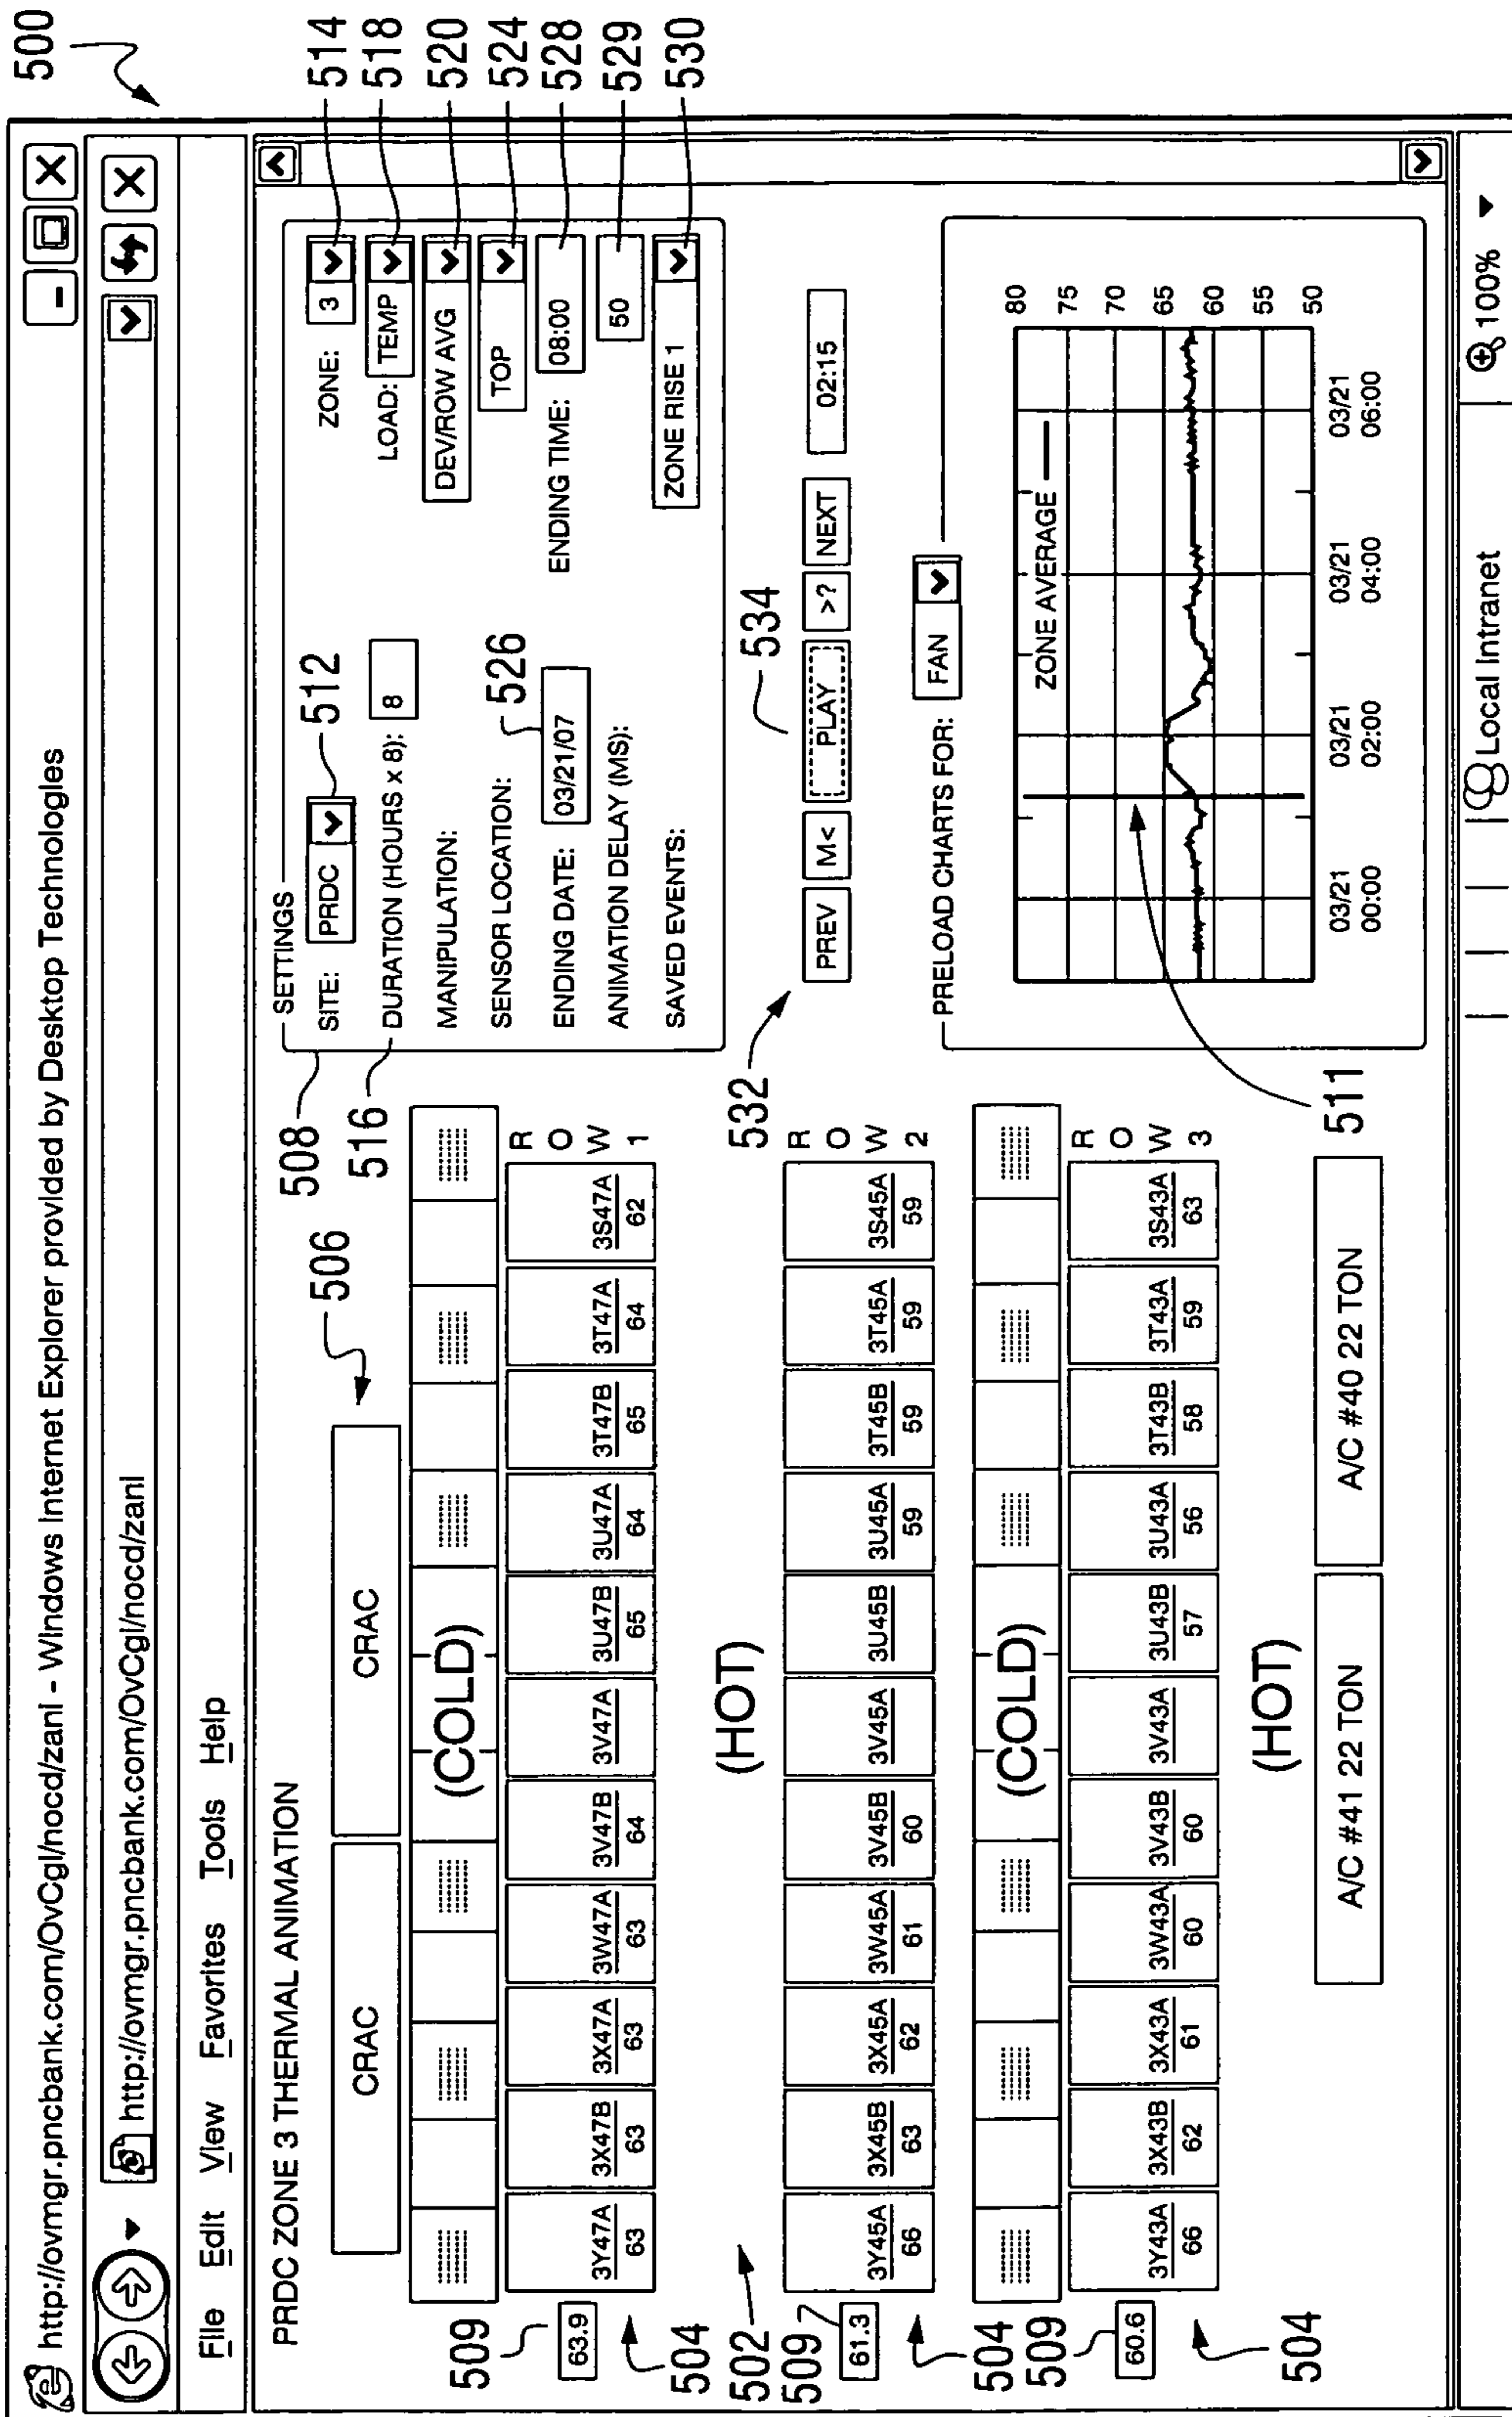 500
http://ovmgr.pncbank.com/OvCgl/nocd/zanl - WIndows Internet Explorer provided by Desktop Technologies
http://ovmgr.pncbank.com/OvCgl/nocd/zanl
File Edit View Favorites Tools Help
PRDC ZONE 3 THERMAL ANIMATION
506
CRAC
CRAC
(COLD)
509
63.9
3Y47A 63
3X47B 63
3X47A 63
3W47A 63
3V47B 64
3V47A
3U47B 65
3U47A 64
3T47B 65
3T47A 64
3S47A 62
ROW 1
504
502
(HOT)
509
61.3
3Y45A 66
3X45B 63
3X45A 62
3W45A 61
3V45B 60
3V45A
3U45B
3U45A 59
3T45B 59
3T45A 59
3S45A 59
ROW 2
504
(COLD)
509
60.6
3Y43A 66
3X43B 62
3X43A 61
3W43A 60
3V43B 60
3V43A
3U43B 57
3U43A 56
3T43B 58
3T43A 59
3S43A 63
ROW 3
504
(HOT)
A/C #41 22 TON
A/C #40 22 TON
508
SETTINGS
SITE: PRDC
512
ZONE: 3
514
516
DURATION (HOURS x 8): 8
LOAD: TEMP
518
MANIPULATION:
DEV/ROW AVG
520
SENSOR LOCATION:
TOP
524
526
ENDING DATE: 03/21/07
ENDING TIME: 08:00
528
ANIMATION DELAY (MS):
50
529
SAVED EVENTS:
ZONE RISE 1
530
532
534
PREV M< PLAY >? NEXT 02:15
PRELOAD CHARTS FOR: FAN
ZONE AVERAGE
80
75
70
65
60
55
50
03/21 00:00
03/21 02:00
03/21 04:00
03/21 06:00
511
Local Intranet
100%